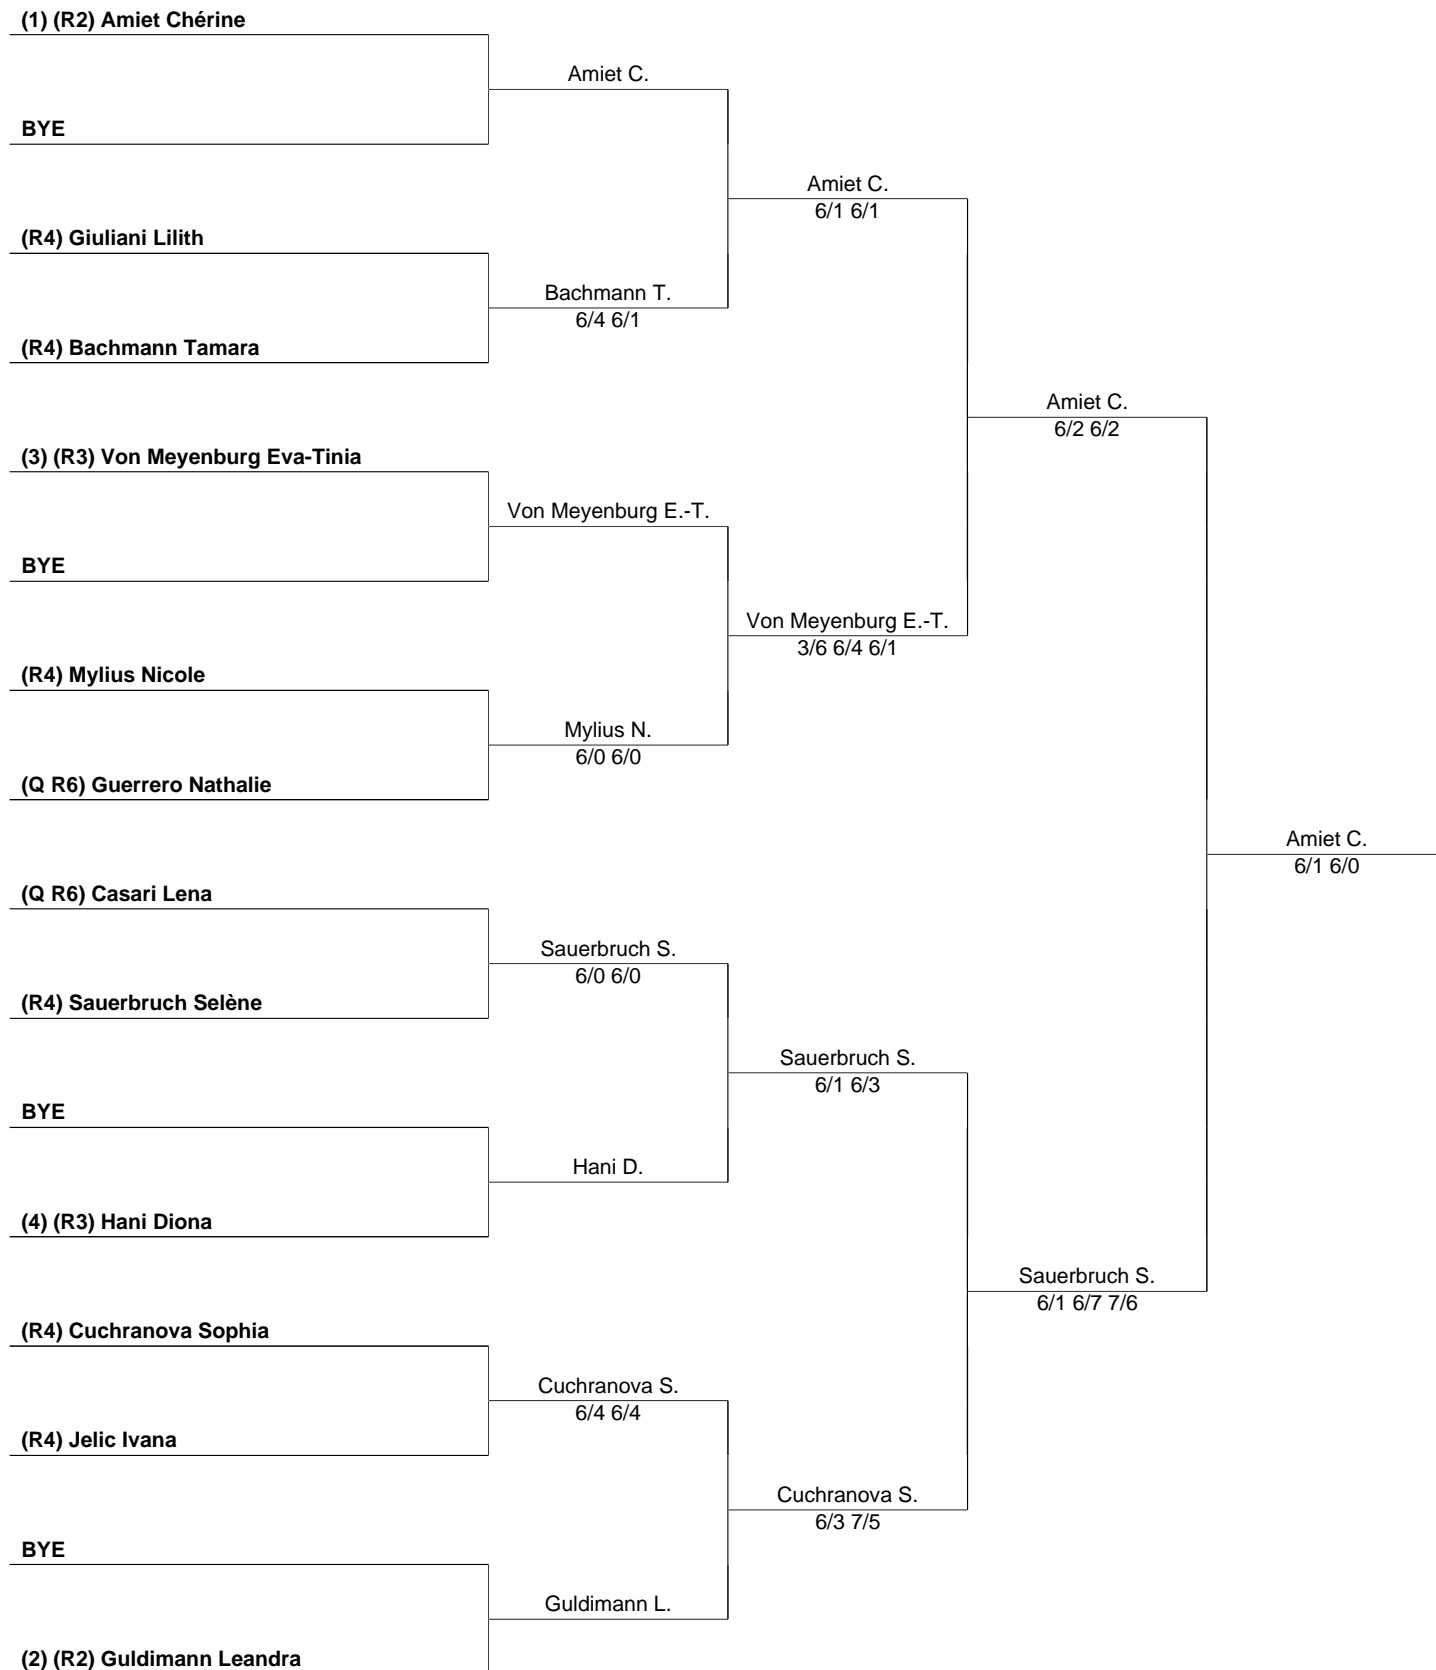 (1) (R2) Amiet Chérine
Amiet C.
BYE
Amiet C.
6/1 6/1
(R4) Giuliani Lilith
Bachmann T.
6/4 6/1
(R4) Bachmann Tamara
Amiet C.
6/2 6/2
(3) (R3) Von Meyenburg Eva-Tinia
Von Meyenburg E.-T.
BYE
Von Meyenburg E.-T.
3/6 6/4 6/1
(R4) Mylius Nicole
Mylius N.
6/0 6/0
(Q R6) Guerrero Nathalie
Amiet C.
6/1 6/0
(Q R6) Casari Lena
Sauerbruch S.
6/0 6/0
(R4) Sauerbruch Selène
Sauerbruch S.
6/1 6/3
BYE
Hani D.
(4) (R3) Hani Diona
Sauerbruch S.
6/1 6/7 7/6
(R4) Cuchranova Sophia
Cuchranova S.
6/4 6/4
(R4) Jelic Ivana
Cuchranova S.
6/3 7/5
BYE
Guldimann L.
(2) (R2) Guldimann Leandra